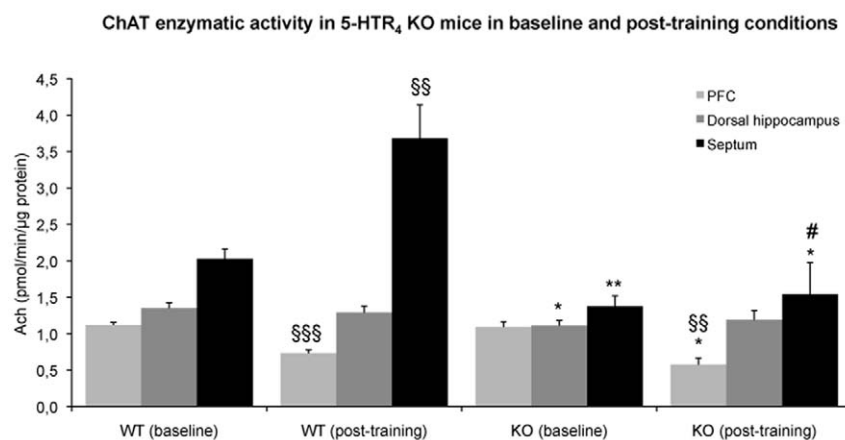 ChAT enzymatic activity in 5-HTR₄ KO mice in baseline and post-training conditions
4,5
4,0
3,5
3,0
2,5
2,0
1,5
1,0
0,5
0,0
Ach (pmol/min/µg protein)
§§§
§§
*
**
§§
*
#
*
PFC
Dorsal hippocampus
Septum
WT (baseline)
WT (post-training)
KO (baseline)
KO (post-training)